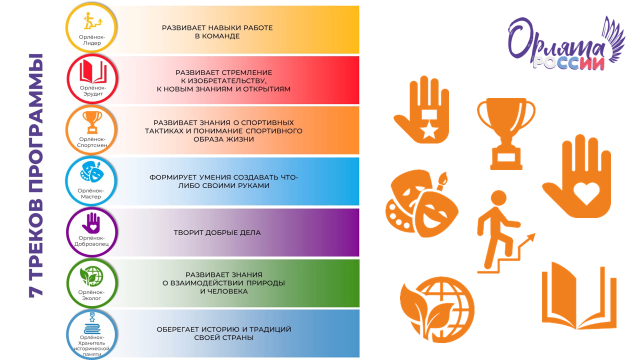 7 ТРЕКОВ ПРОГРАММЫ
Орлёнок-
Лидер
РАЗВИВАЕТ НАВЫКИ РАБОТЕ
В КОМАНДЕ
Орлёнок-
Эрудит
РАЗВИВАЕТ СТРЕМЛЕНИЕ
К ИЗОБРЕТАТЕЛЬСТВУ,
К НОВЫМ ЗНАНИЯМ И ОТКРЫТИЯМ
Орлёнок-
Спортсмен
РАЗВИВАЕТ ЗНАНИЯ О СПОРТИВНЫХ
ТАКТИКАХ И ПОНИМАНИЕ СПОРТИВНОГО
ОБРАЗА ЖИЗНИ
Орлёнок-
Мастер
ФОРМИРУЕТ УМЕНИЯ СОЗДАВАТЬ ЧТО-
ЛИБО СВОИМИ РУКАМИ
Орлёнок-
Доброволец
ТВОРИТ ДОБРЫЕ ДЕЛА
Орлёнок-
Эколог
РАЗВИВАЕТ ЗНАНИЯ
О ВЗАИМОДЕЙСТВИИ ПРИРОДЫ
И ЧЕЛОВЕКА
Орлёнок-
Хранитель
исторической
памяти
ОБЕРЕГАЕТ ИСТОРИЮ И ТРАДИЦИЙ
СВОЕЙ СТРАНЫ
Орлята
РОССИИ